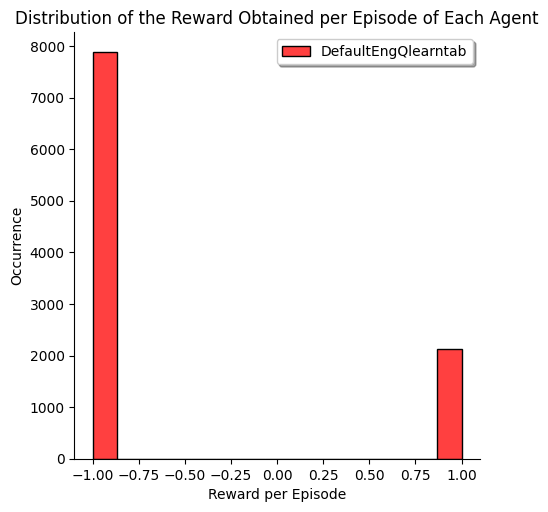 Distribution of the Reward Obtained per Episode of Each Agent
DefaultEngQlearntab
8000
7000
6000
5000
4000
3000
2000
1000
0
Occurrence
−1.00 −0.75 −0.50 −0.25 0.00 0.25 0.50 0.75 1.00
Reward per Episode